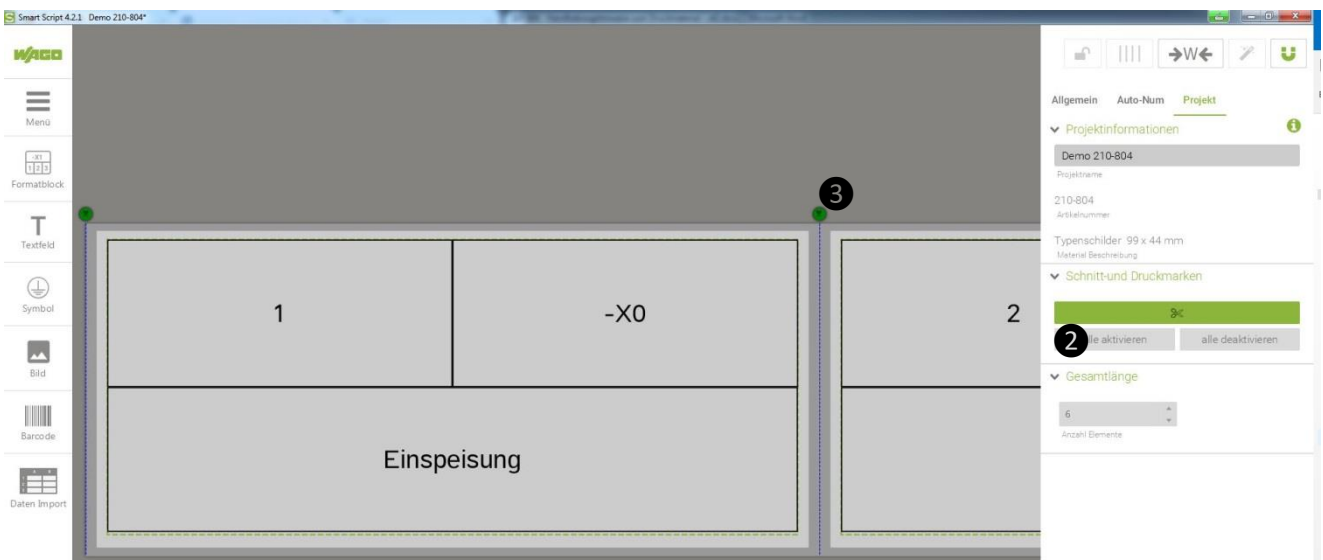 Smart Script 4.2.1 Demo 210-804*
WAGO
Menü
-X1
1 2 3
Formatblock
T
Textfeld
Symbol
Bild
Barcode
Daten Import
3
1
-X0
2
Einspeisung
W
Allgemein Auto-Num Projekt
Projektinformationen
Demo 210-804
Projektname
210-804
Artikelnummer
Typenschilder 99 x 44 mm
Material Beschreibung
Schnitt-und Druckmarken
2
lle aktivieren alle deaktivieren
Gesamtlänge
6
Anzahl Elemente